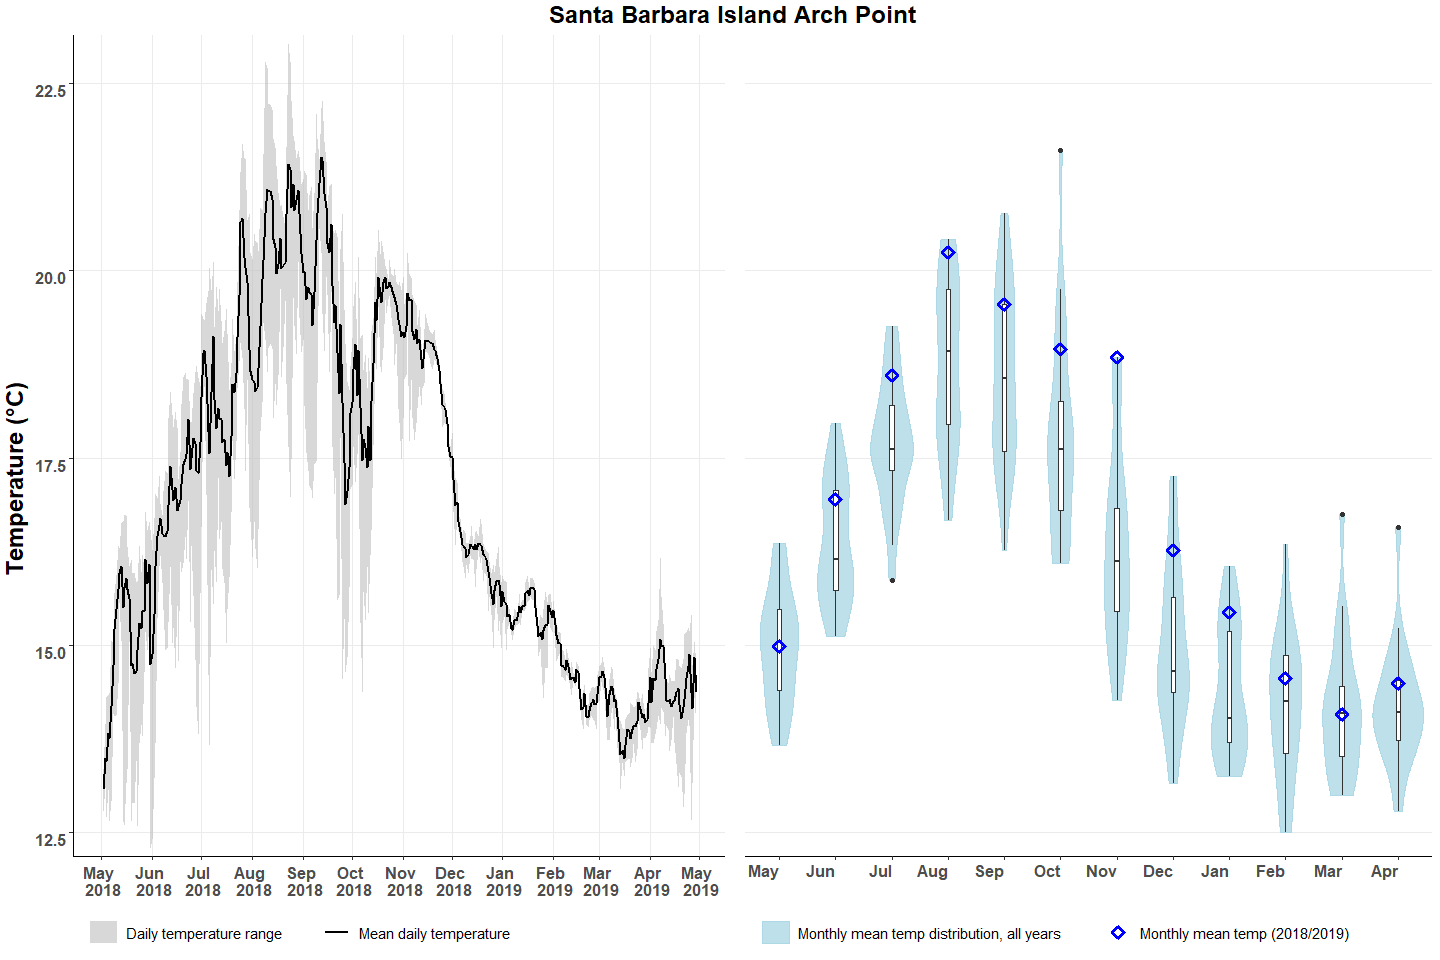 Santa Barbara Island Arch Point
Temperature (°C)
22.5
20.0
17.5
15.0
12.5
May Jun Jul Aug Sep Oct Nov Dec Jan Feb Mar Apr May
2018 2018 2018 2018 2018 2018 2018 2018 2019 2019 2019 2019 2019
May Jun Jul Aug Sep Oct Nov Dec Jan Feb Mar Apr
Daily temperature range Mean daily temperature
Monthly mean temp distribution, all years Monthly mean temp (2018/2019)